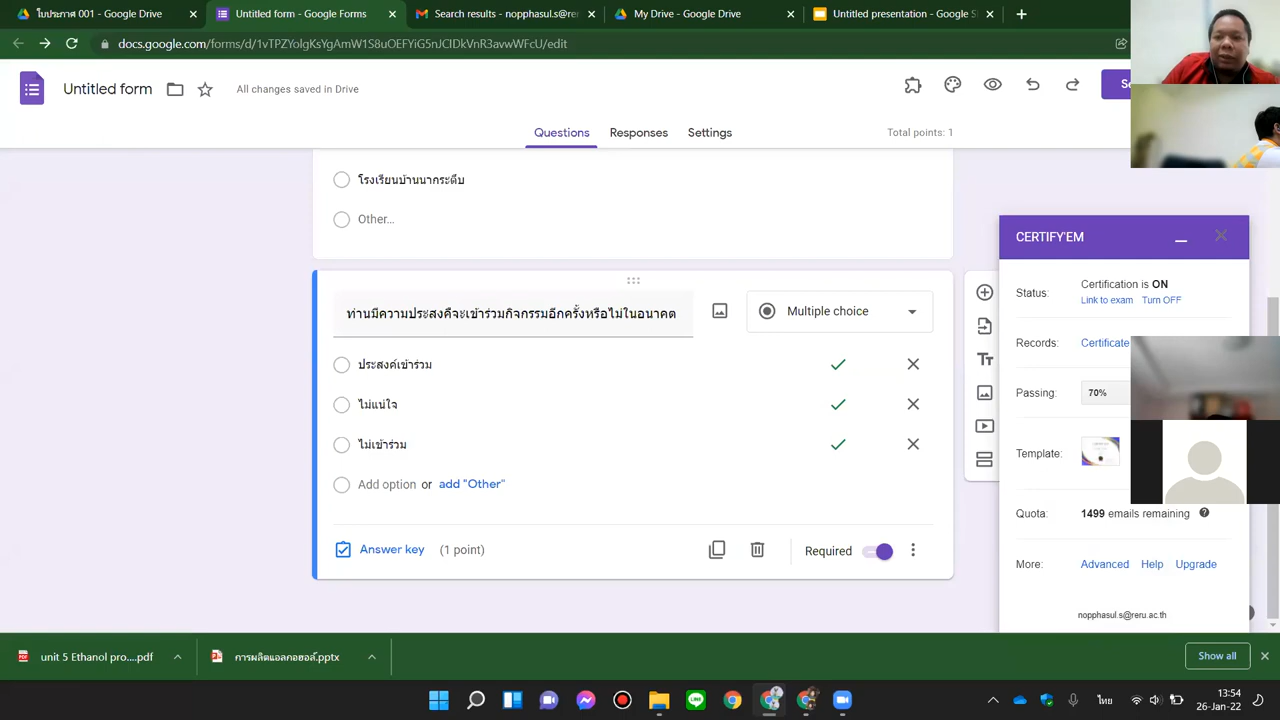 ใบประกาศ 001 - Google Drive
Untitled form - Google Forms
Search results - nopphasul.s@rer
My Drive - Google Drive
Untitled presentation - Google S
docs.google.com/forms/d/1vTPZYolgKsYgAmW1S8uOEFYiG5rJCIDkVnR3avwWFcU/edit
Untitled form
All changes saved in Drive
Se
Questions
Responses
Settings
Total points: 1
โรงเรียนบ้านนากระตึบ
Other...
ท่านมีความประสงคืจะเข้าร่วมกิจกรรมอีกครั้งหรือไม่ในอนาคต
Multiple choice
ประสงค์เข้าร่วม
ไม่แน่ใจ
ไม่เข้าร่วม
Add option or add "Other"
Answer key (1 point)
Required
CERTIFY'EM
Status: Certification is ON
Link to exam Turn OFF
Records: Certificate
Passing: 70%
Template:
Quota: 1499 emails remaining
More: Advanced Help Upgrade
nopphasul.s@reru.ac.th
unit 5 Ethanol pro....pdf
การผลิตแอลกอฮอล์.pptx
Show all
ไทย
13:54
26-Jan-22